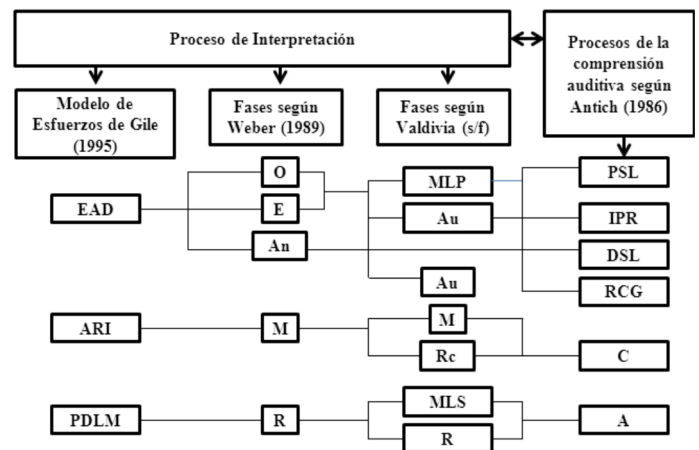 Proceso de Interpretación
Procesos de la
comprensión
auditiva según
Antich (1986)
Modelo de
Esfuerzos de Gile
(1995)
Fases según
Weber (1989)
Fases según
Valdivia (s/f)
EAD
O
E
An
MLP
Au
Au
PSL
IPR
DSL
RCG
ARI
M
M
Rc
C
PDLM
R
MLS
R
A